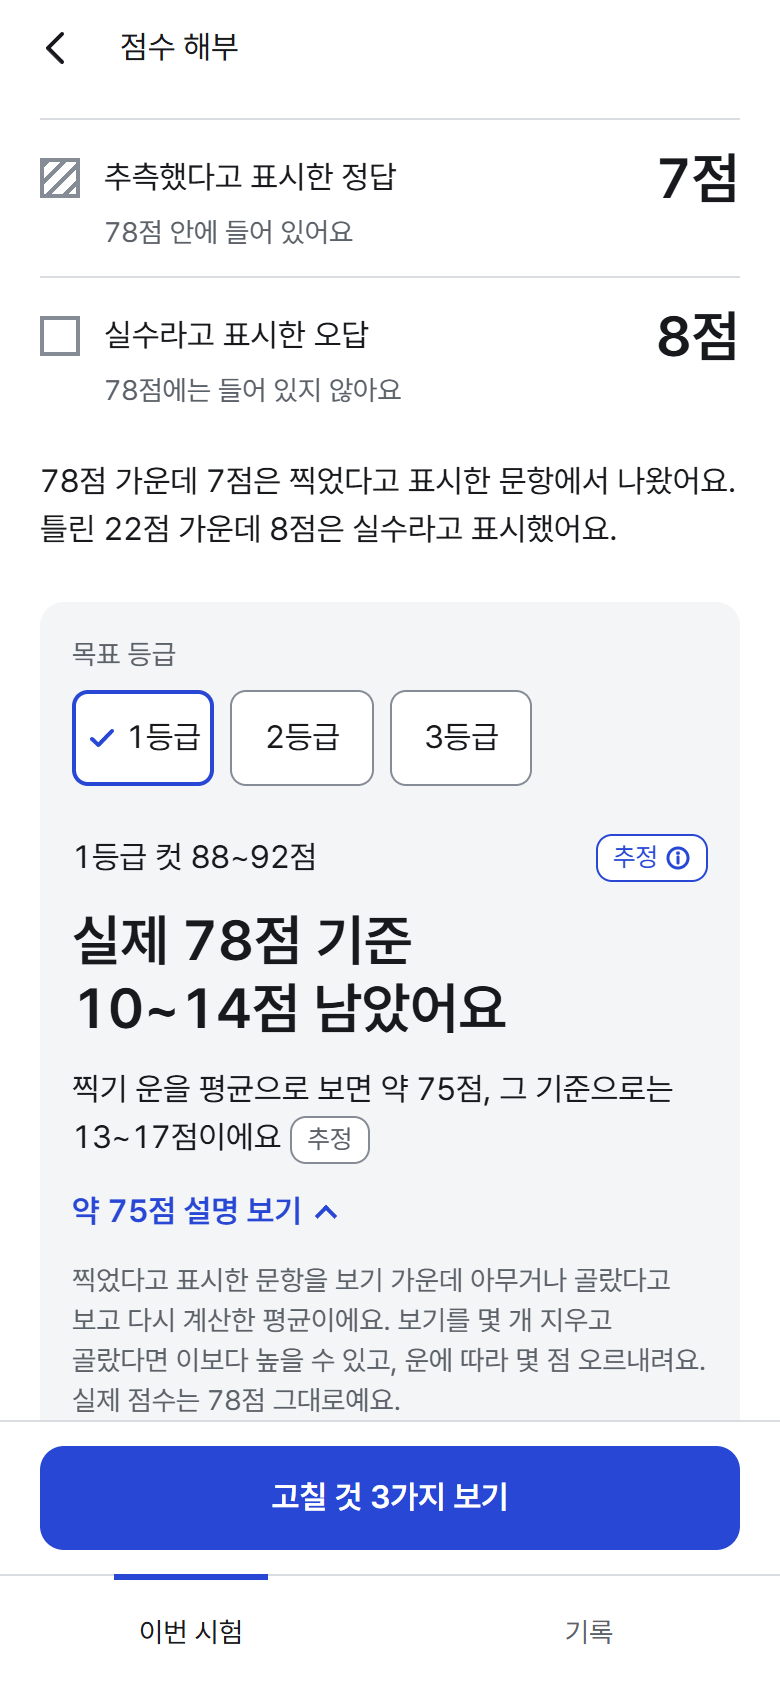 점수 해부
추측했다고 표시한 정답
7점
78점 안에 들어 있어요
실수라고 표시한 오답
8점
78점에는 들어 있지 않아요
78점 가운데 7점은 찍었다고 표시한 문항에서 나왔어요.
틀린 22점 가운데 8점은 실수라고 표시했어요.
목표 등급
1등급
2등급
3등급
1등급 컷 88~92점
추정
실제 78점 기준
10~14점 남았어요
찍기 운을 평균으로 보면 약 75점, 그 기준으로는
13~17점이에요 추정
약 75점 설명 보기
찍었다고 표시한 문항을 보기 가운데 아무거나 골랐다고
보고 다시 계산한 평균이에요. 보기를 몇 개 지우고
골랐다면 이보다 높을 수 있고, 운에 따라 몇 점 오르내려요.
실제 점수는 78점 그대로예요.
고칠 것 3가지 보기
이번 시험
기록